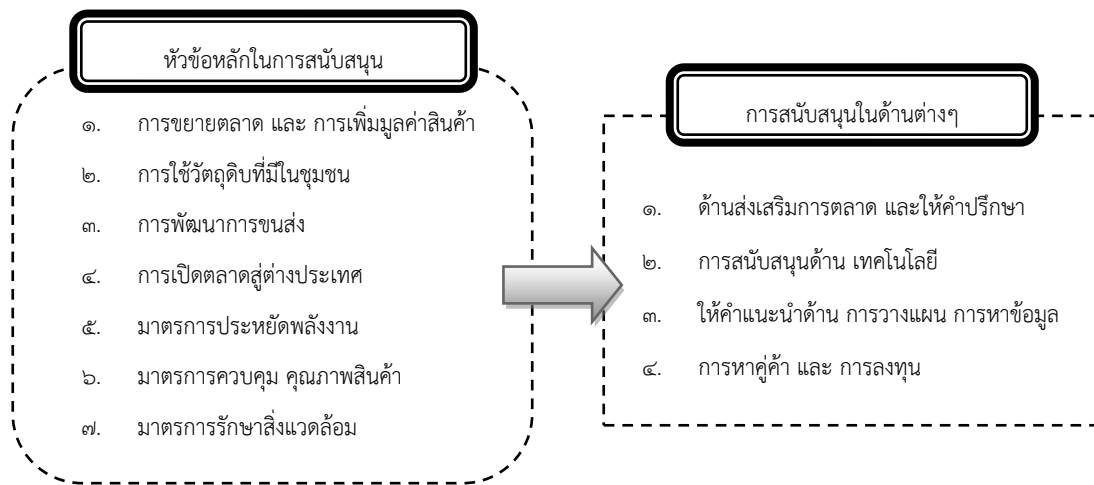 หัวข้อหลักในการสนับสนุน
๑. การขยายตลาด และ การเพิ่มมูลค่าสินค้า
๒. การใช้วัตถุดิบที่มีในชุมชน
๓. การพัฒนาการขนส่ง
๔. การเปิดตลาดสู่ต่างประเทศ
๕. มาตรการประหยัดพลังงาน
๖. มาตรการควบคุม คุณภาพสินค้า
๗. มาตรการรักษาสิ่งแวดล้อม
การสนับสนุนในด้านต่างๆ
๑. ด้านส่งเสริมการตลาด และให้คำปรึกษา
๒. การสนับสนุนด้าน เทคโนโลยี
๓. ให้คำแนะนำด้าน การวางแผน การหาข้อมูล
๔. การหาคู่ค้า และ การลงทุน